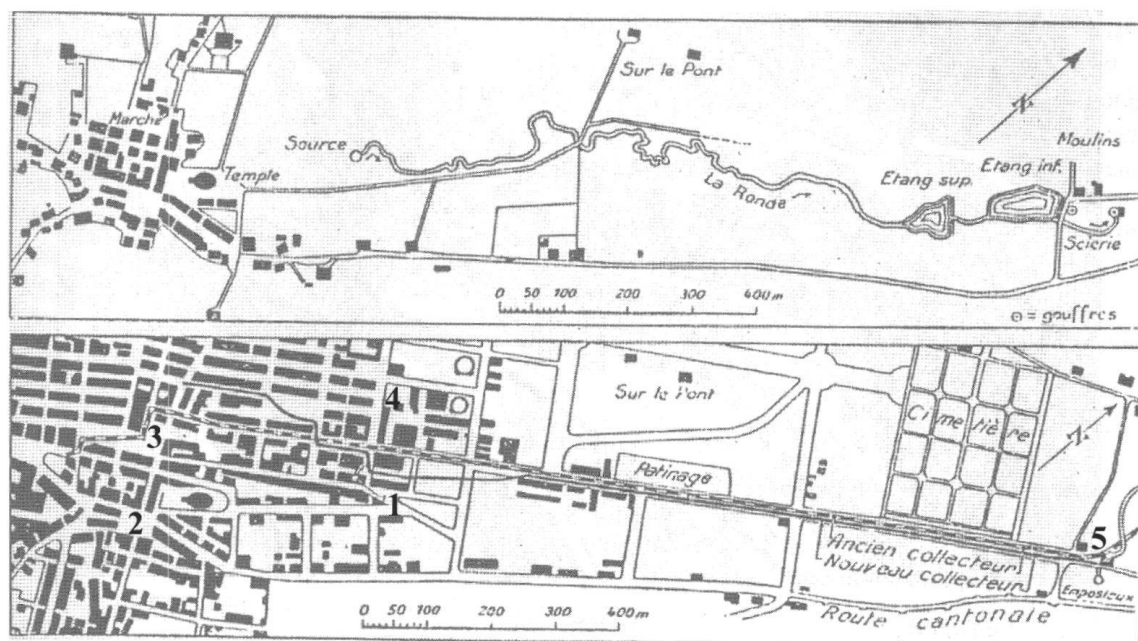 Marché
Temple
Source
Sur le Pont
La Ronde
Etang sup.
Etang inf.
Moulins
Scierie
N
0 50 100 200 300 400 m
⊙ = gouffres
1
2
3
4
5
Sur le Pont
Patinage
Cimetière
N
Ancien collecteur
Nouveau collecteur
Emposieux
Route cantonale
0 50 100 200 300 400 m